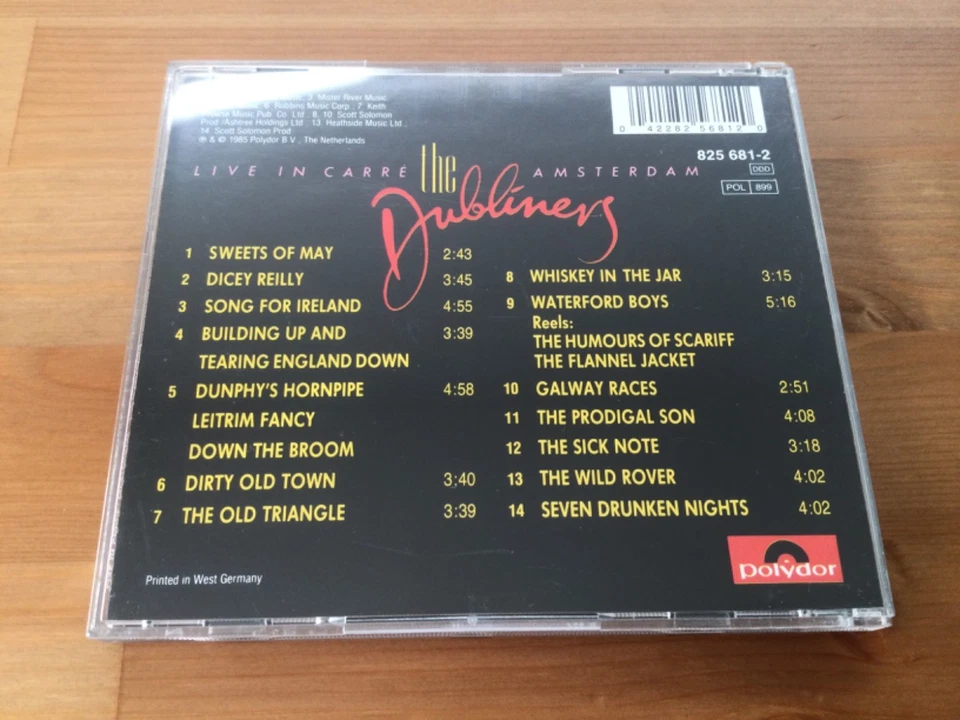 3 Mister River Music
6 Robbins Music Corp. 7 Keith
Music Pub. Co. Ltd. 8, 10 Scott Solomon
Prod./Ashtree Holdings Ltd. 13 Heathside Music Ltd.
14 Scott Solomon Prod
℗ & © 1985 Polydor B.V., The Netherlands
0 42282 56812 0
825 681-2
DDD
POL 899
LIVE IN CARRÉ the AMSTERDAM
Dubliners
1 SWEETS OF MAY 2:43
2 DICEY REILLY 3:45
3 SONG FOR IRELAND 4:55
4 BUILDING UP AND 3:39
TEARING ENGLAND DOWN
5 DUNPHY'S HORNPIPE 4:58
LEITRIM FANCY
DOWN THE BROOM
6 DIRTY OLD TOWN 3:40
7 THE OLD TRIANGLE 3:39
8 WHISKEY IN THE JAR 3:15
9 WATERFORD BOYS 5:16
Reels:
THE HUMOURS OF SCARIFF
THE FLANNEL JACKET
10 GALWAY RACES 2:51
11 THE PRODIGAL SON 4:08
12 THE SICK NOTE 3:18
13 THE WILD ROVER 4:02
14 SEVEN DRUNKEN NIGHTS 4:02
polydor
Printed in West Germany